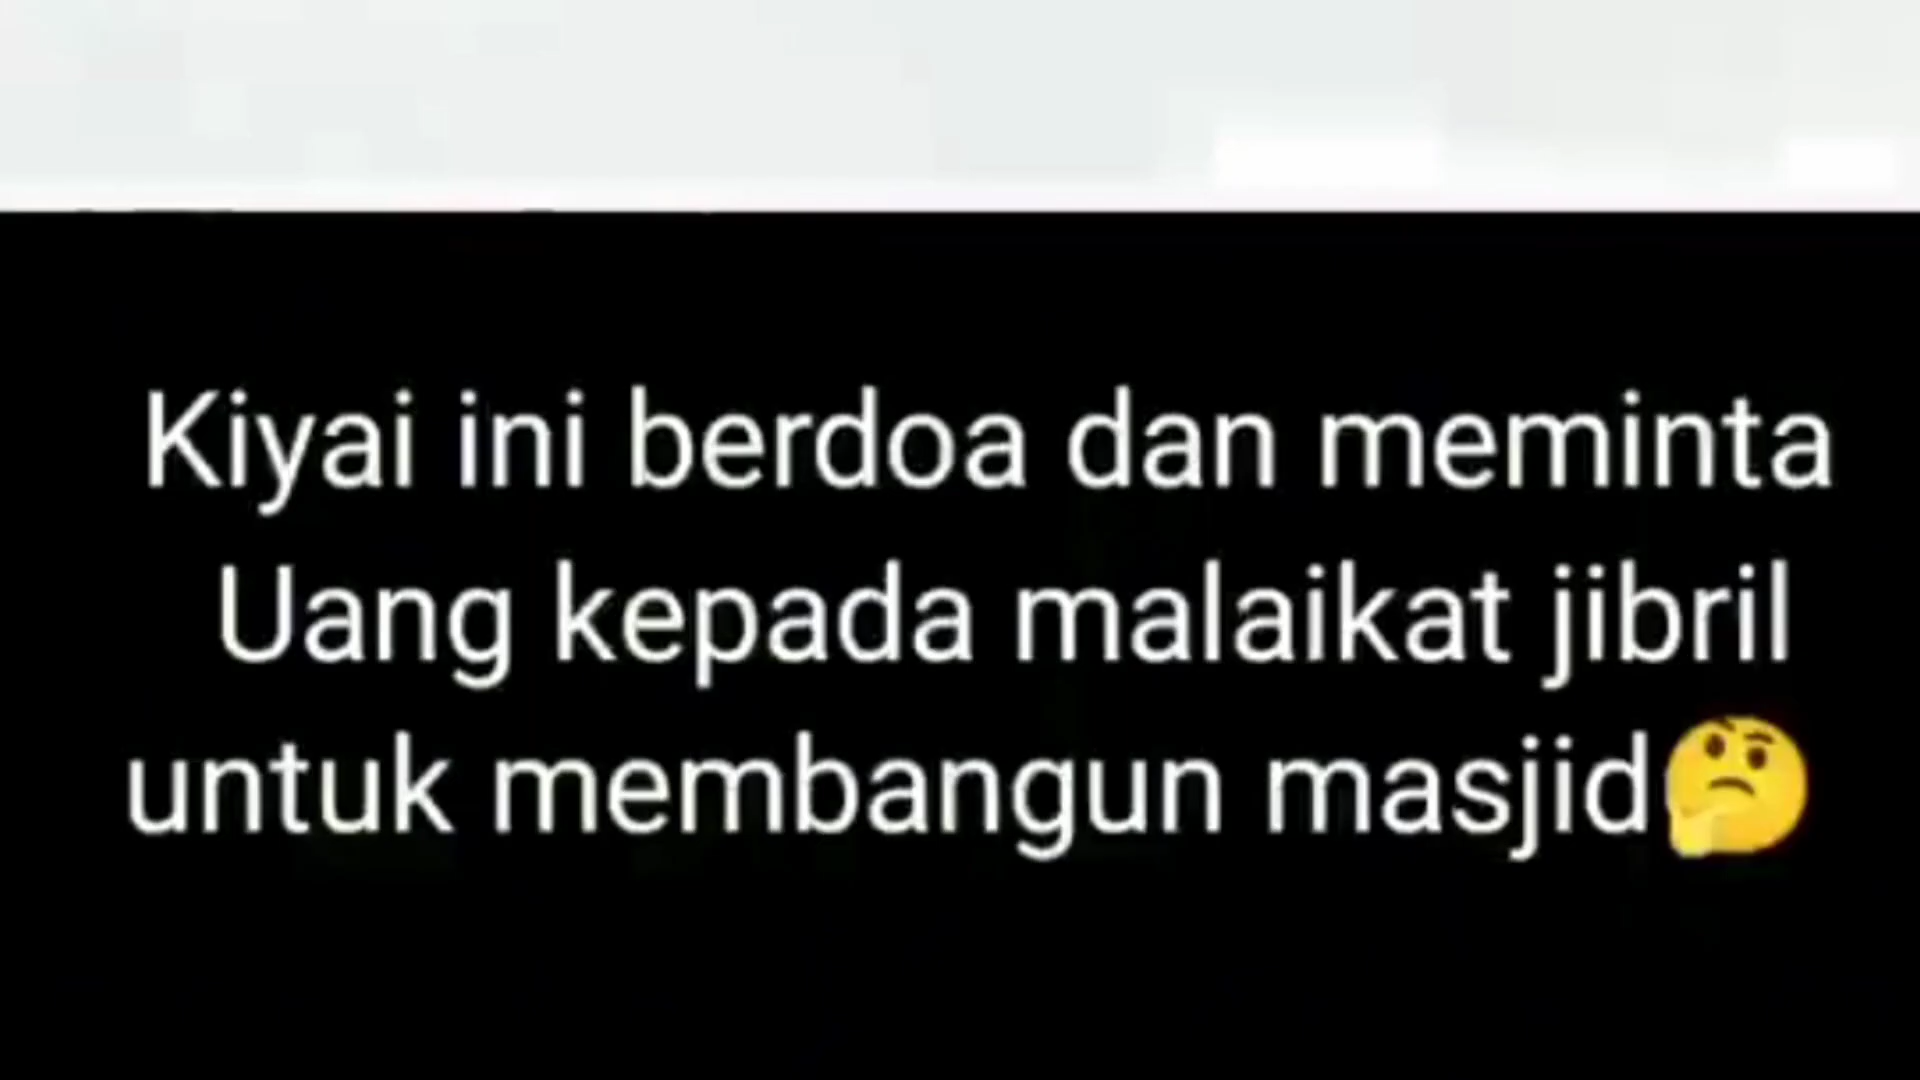 Kiyai ini berdoa dan meminta
Uang kepada malaikat jibril
untuk membangun masjid🤔